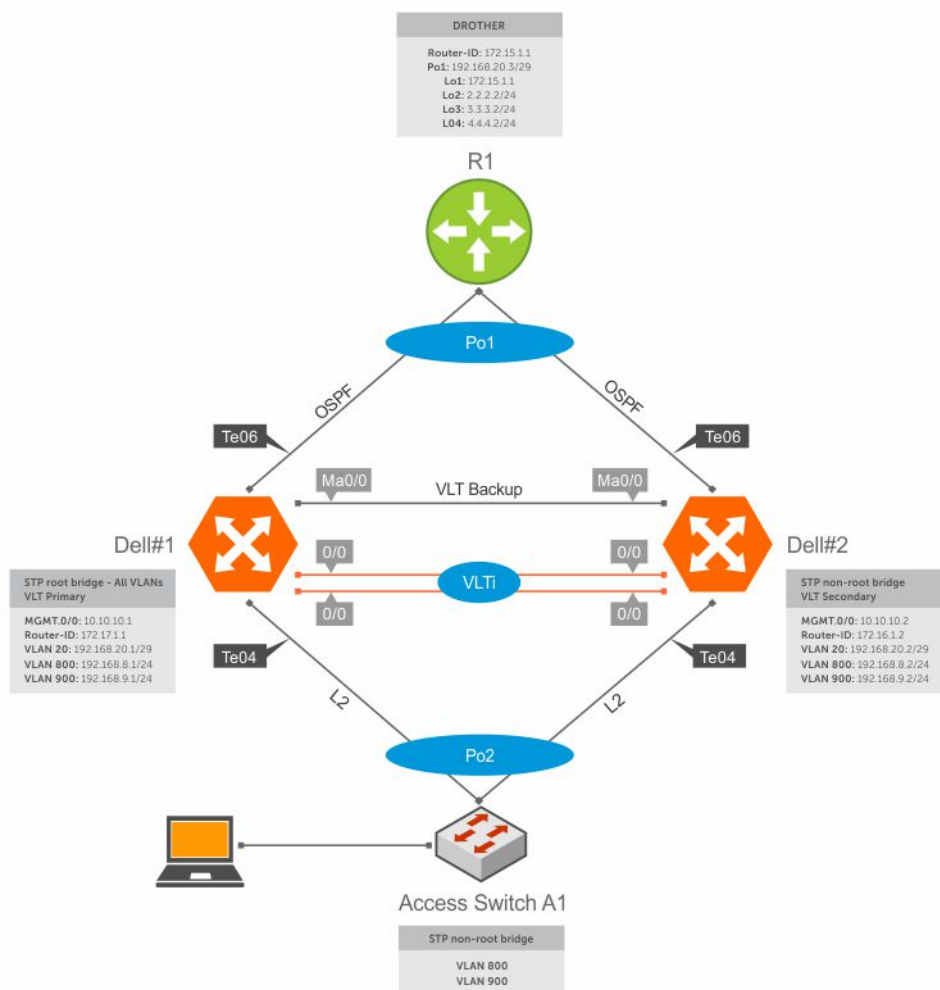 DROTHER
Router-ID: 172.15.1.1
Po1: 192.168.20.3/29
Lo1: 172.15.1.1
Lo2: 2.2.2.2/24
Lo3: 3.3.3.2/24
L04: 4.4.4.2/24
R1
Po1
OSPF
OSPF
Te06
Te06
Ma0/0
VLT Backup
Ma0/0
Dell#1
Dell#2
0/0
0/0
VLTi
0/0
0/0
STP root bridge - All VLANs
VLT Primary
MGMT.0/0: 10.10.10.1
Router-ID: 172.17.1.1
VLAN 20: 192.168.20.1/29
VLAN 800: 192.168.8.1/24
VLAN 900: 192.168.9.1/24
STP non-root bridge
VLT Secondary
MGMT.0/0: 10.10.10.2
Router-ID: 172.16.1.2
VLAN 20: 192.168.20.2/29
VLAN 800: 192.168.8.2/24
VLAN 900: 192.168.9.2/24
Te04
Te04
L2
L2
Po2
Access Switch A1
STP non-root bridge
VLAN 800
VLAN 900